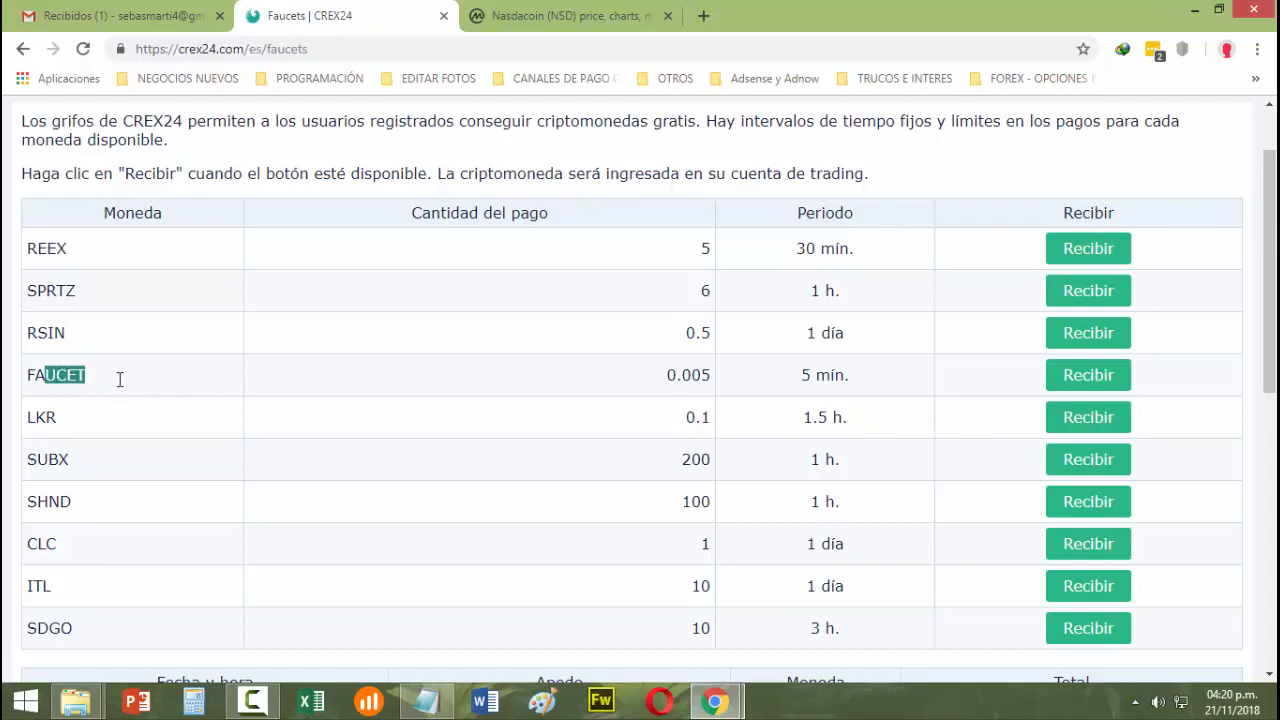 Recibidos (1) - sebasmarti4@gm
Faucets | CREX24
Nasdacoin (NSD) price, charts, m
https://crex24.com/es/faucets
2
Aplicaciones
NEGOCIOS NUEVOS
PROGRAMACIÓN
EDITAR FOTOS
CANALES DE PAGO
OTROS
Adsense y Adnow
TRUCOS E INTERES
FOREX - OPCIONES
»
Los grifos de CREX24 permiten a los usuarios registrados conseguir criptomonedas gratis. Hay intervalos de tiempo fijos y límites en los pagos para cada
moneda disponible.
Haga clic en "Recibir" cuando el botón esté disponible. La criptomoneda será ingresada en su cuenta de trading.
Moneda Cantidad del pago Periodo Recibir
REEX 5 30 mín. Recibir
SPRTZ 6 1 h. Recibir
RSIN 0.5 1 día Recibir
FAUCET 0.005 5 mín. Recibir
LKR 0.1 1.5 h. Recibir
SUBX 200 1 h. Recibir
SHND 100 1 h. Recibir
CLC 1 1 día Recibir
ITL 10 1 día Recibir
SDGO 10 3 h. Recibir
Fecha y hora Apodo Moneda Total
Fw
04:20 p.m.
21/11/2018